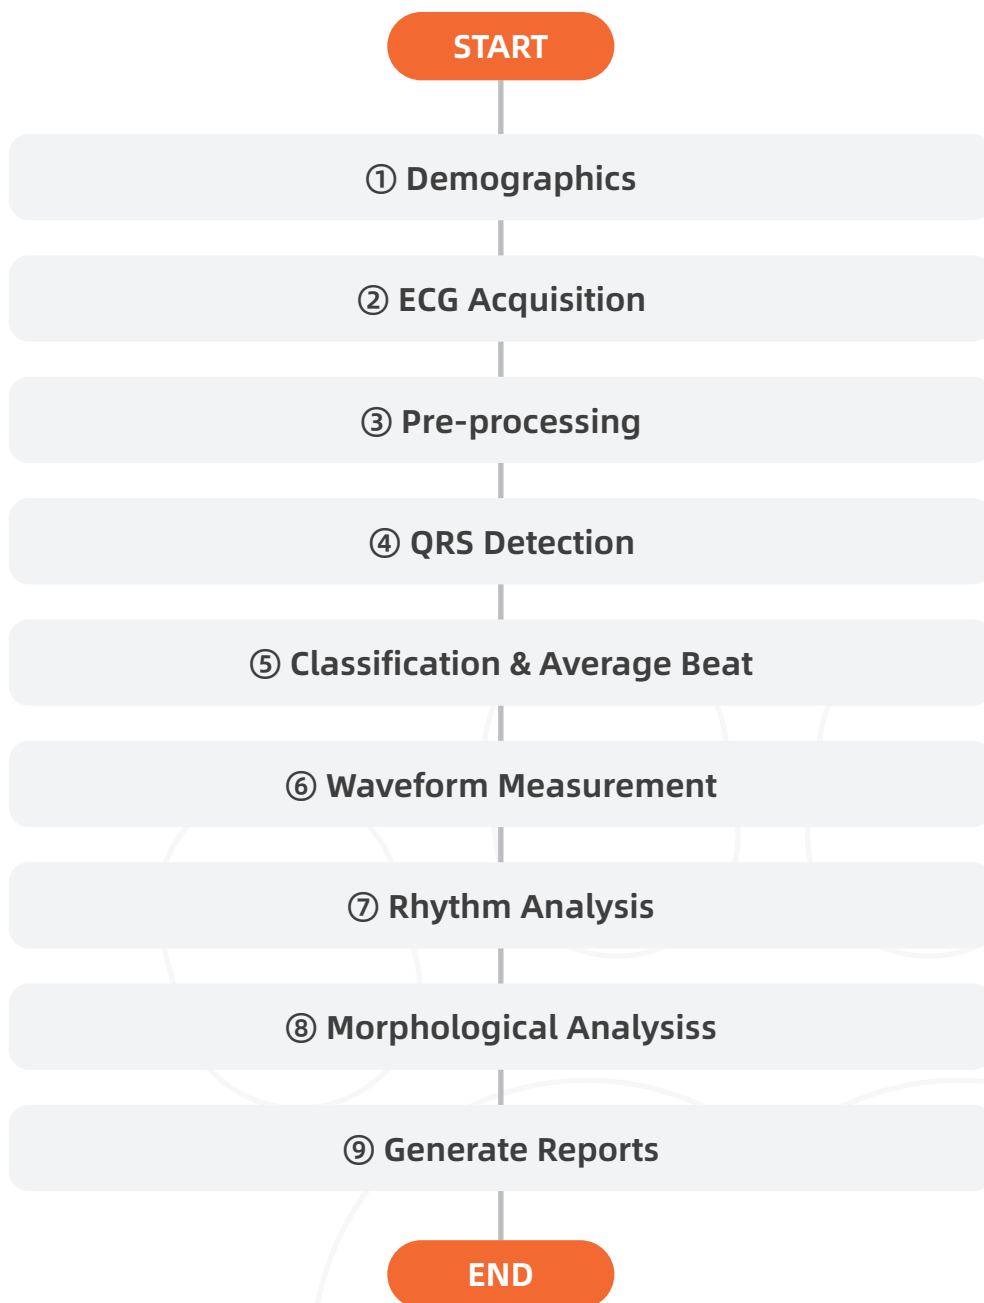 START
① Demographics
② ECG Acquisition
③ Pre-processing
④ QRS Detection
⑤ Classification & Average Beat
⑥ Waveform Measurement
⑦ Rhythm Analysis
⑧ Morphological Analysiss
⑨ Generate Reports
END